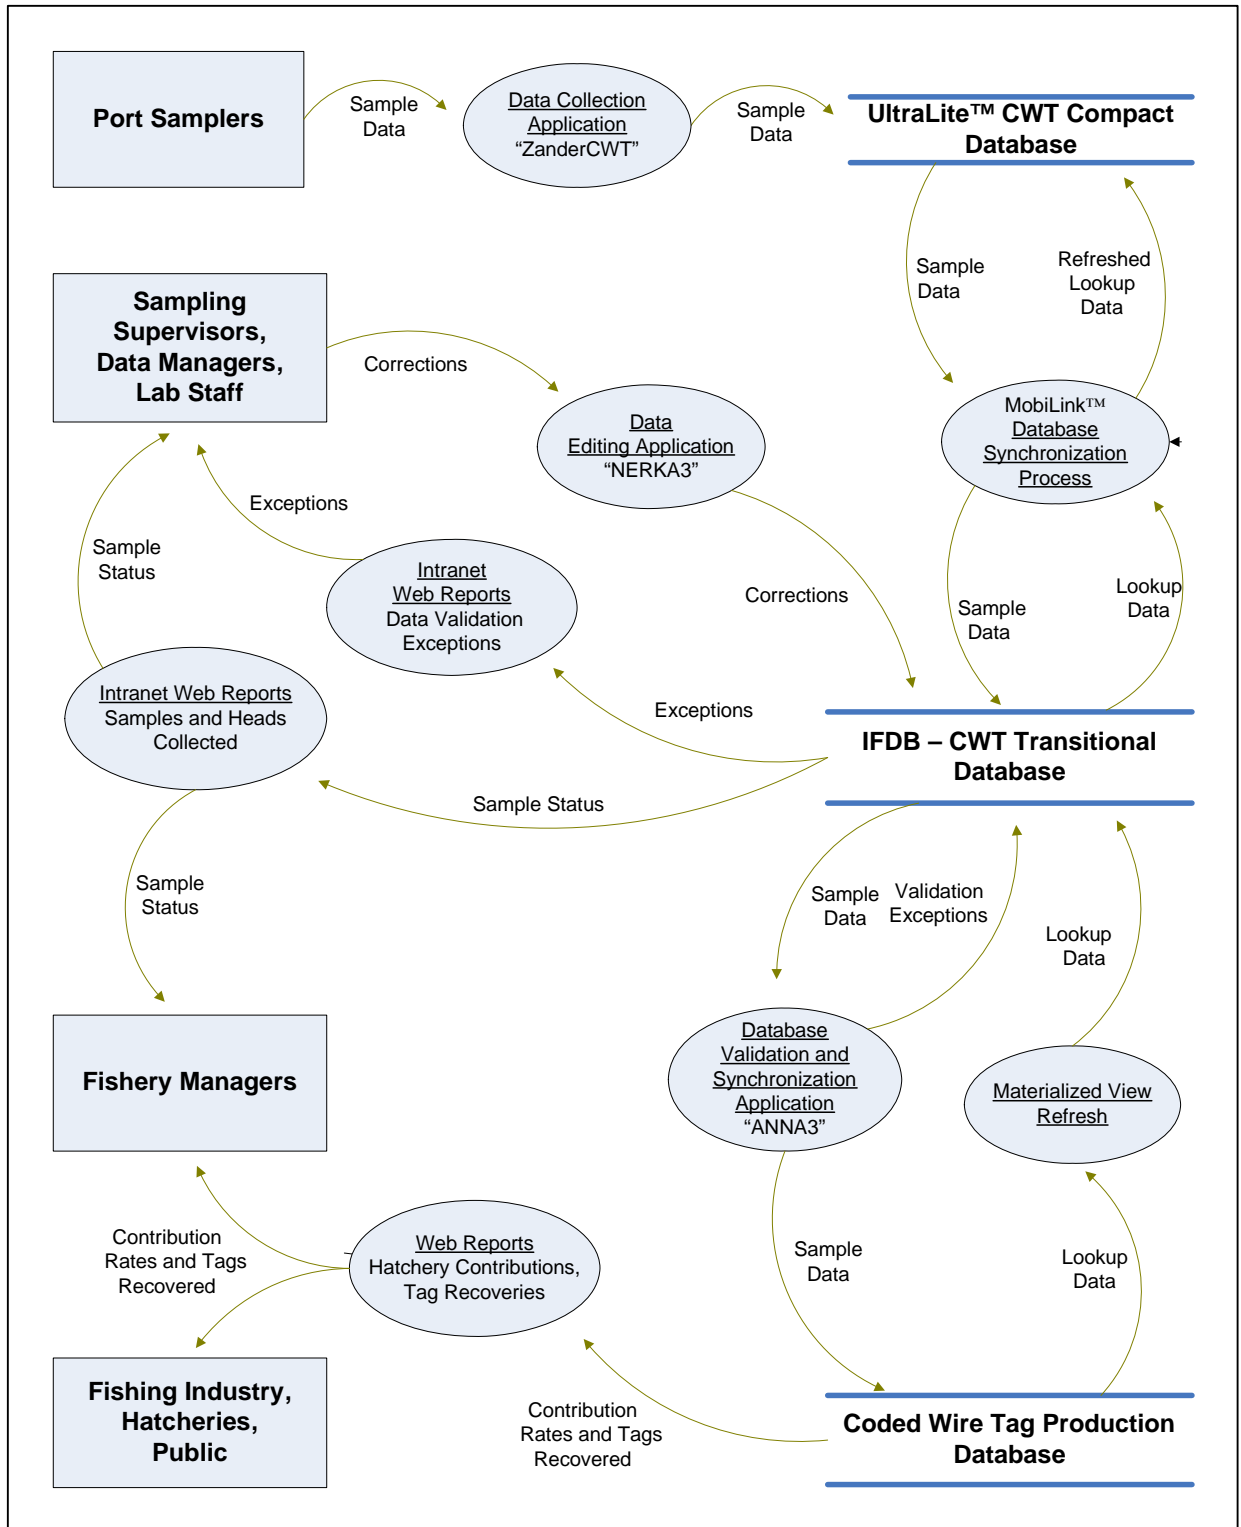 Port Samplers
Sample
Data
Data Collection
Application
“ZanderCWT”
Sample
Data
UltraLite™ CWT Compact
Database
Sample
Data
Refreshed
Lookup
Data
Sampling
Supervisors,
Data Managers,
Lab Staff
Corrections
Data
Editing Application
“NERKA3”
MobiLink™
Database
Synchronization
Process
Exceptions
Sample
Status
Intranet
Web Reports
Data Validation
Exceptions
Corrections
Sample
Data
Lookup
Data
Intranet Web Reports
Samples and Heads
Collected
Exceptions
IFDB – CWT Transitional
Database
Sample Status
Sample
Status
Sample
Data
Validation
Exceptions
Lookup
Data
Fishery Managers
Database
Validation and
Synchronization
Application
“ANNA3”
Materialized View
Refresh
Contribution
Rates and Tags
Recovered
Web Reports
Hatchery Contributions,
Tag Recoveries
Sample
Data
Lookup
Data
Fishing Industry,
Hatcheries,
Public
Contribution
Rates and Tags
Recovered
Coded Wire Tag Production
Database